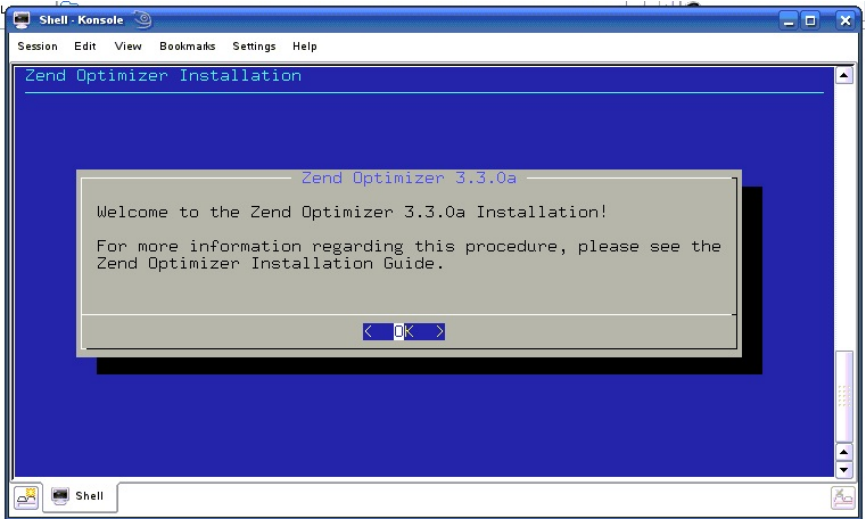 Shell - Konsole
Session Edit View Bookmarks Settings Help
Zend Optimizer Installation
Zend Optimizer 3.3.0a
Welcome to the Zend Optimizer 3.3.0a Installation!
For more information regarding this procedure, please see the
Zend Optimizer Installation Guide.
< OK >
Shell